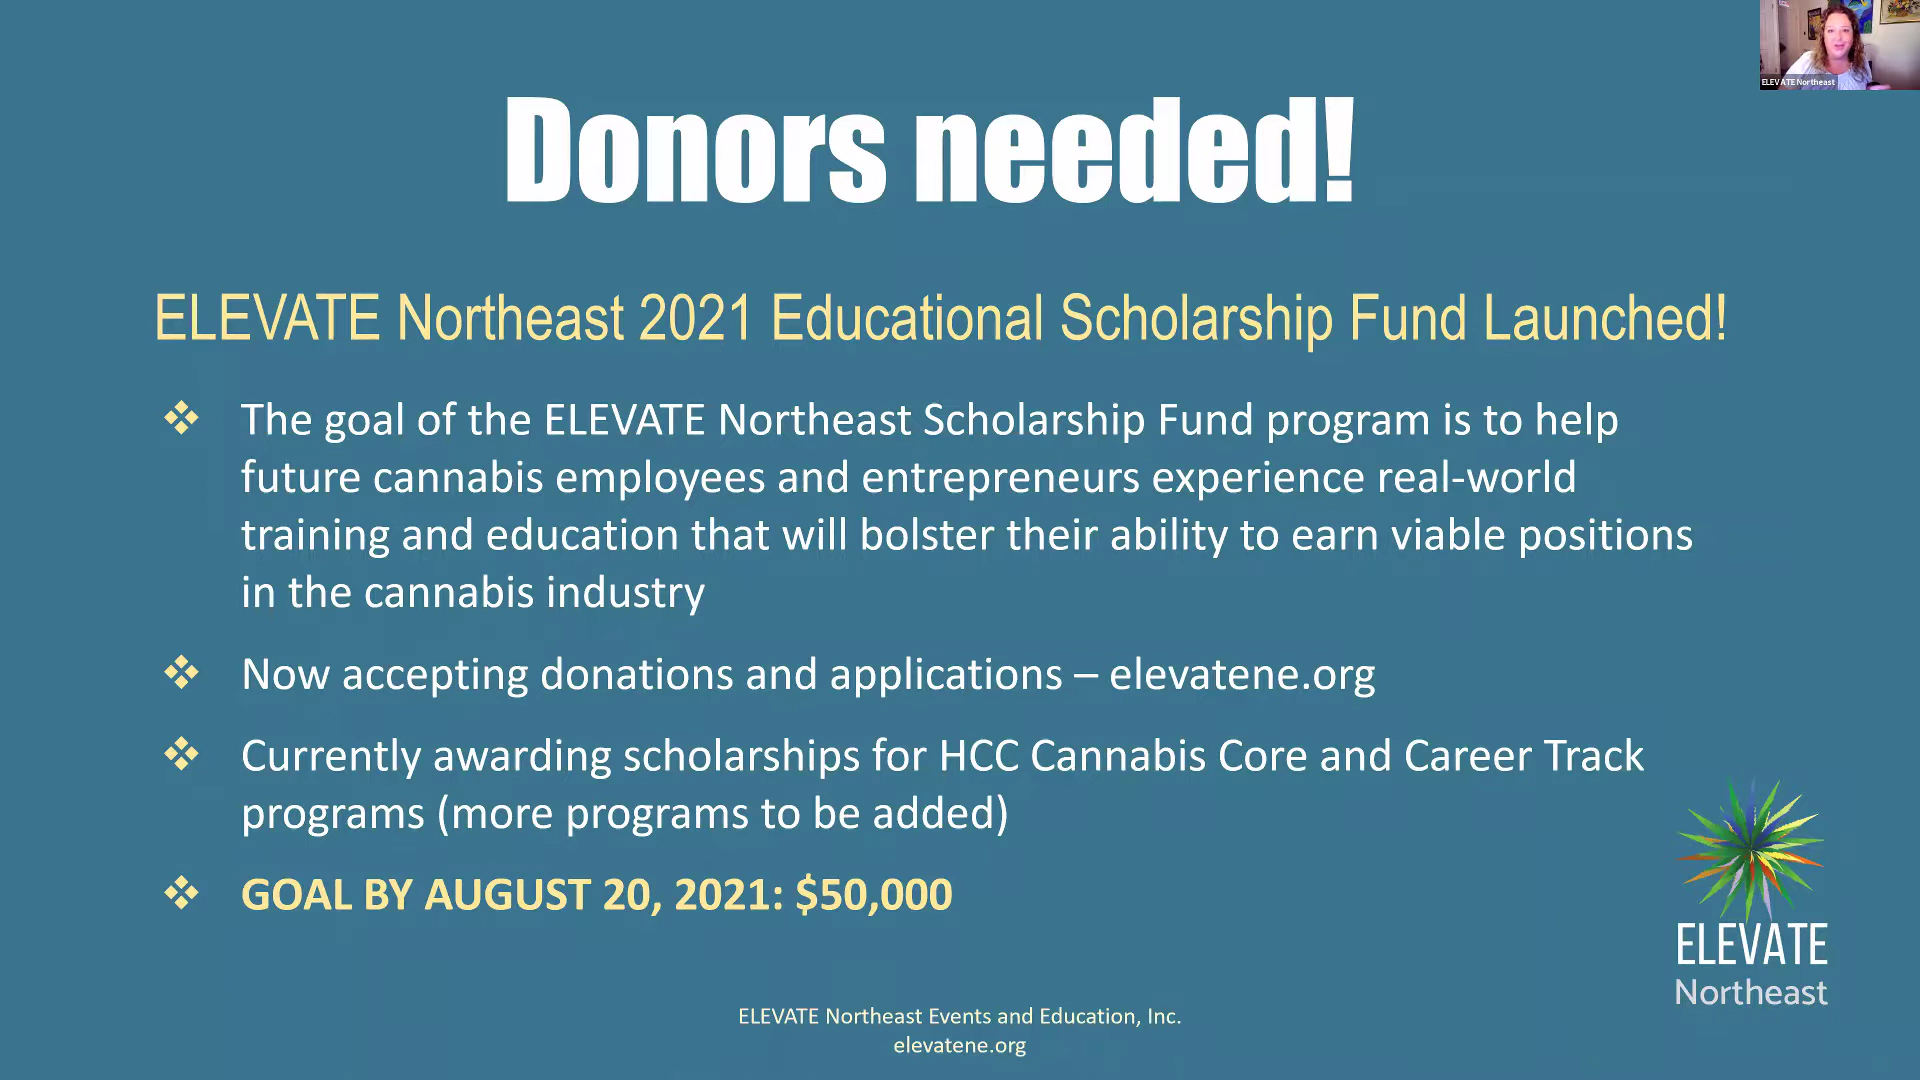 ELEVATE Northeast
Donors needed!
ELEVATE Northeast 2021 Educational Scholarship Fund Launched!
❖ The goal of the ELEVATE Northeast Scholarship Fund program is to help
future cannabis employees and entrepreneurs experience real-world
training and education that will bolster their ability to earn viable positions
in the cannabis industry
❖ Now accepting donations and applications – elevatene.org
❖ Currently awarding scholarships for HCC Cannabis Core and Career Track
programs (more programs to be added)
❖ GOAL BY AUGUST 20, 2021: $50,000
ELEVATE
Northeast
ELEVATE Northeast Events and Education, Inc.
elevatene.org